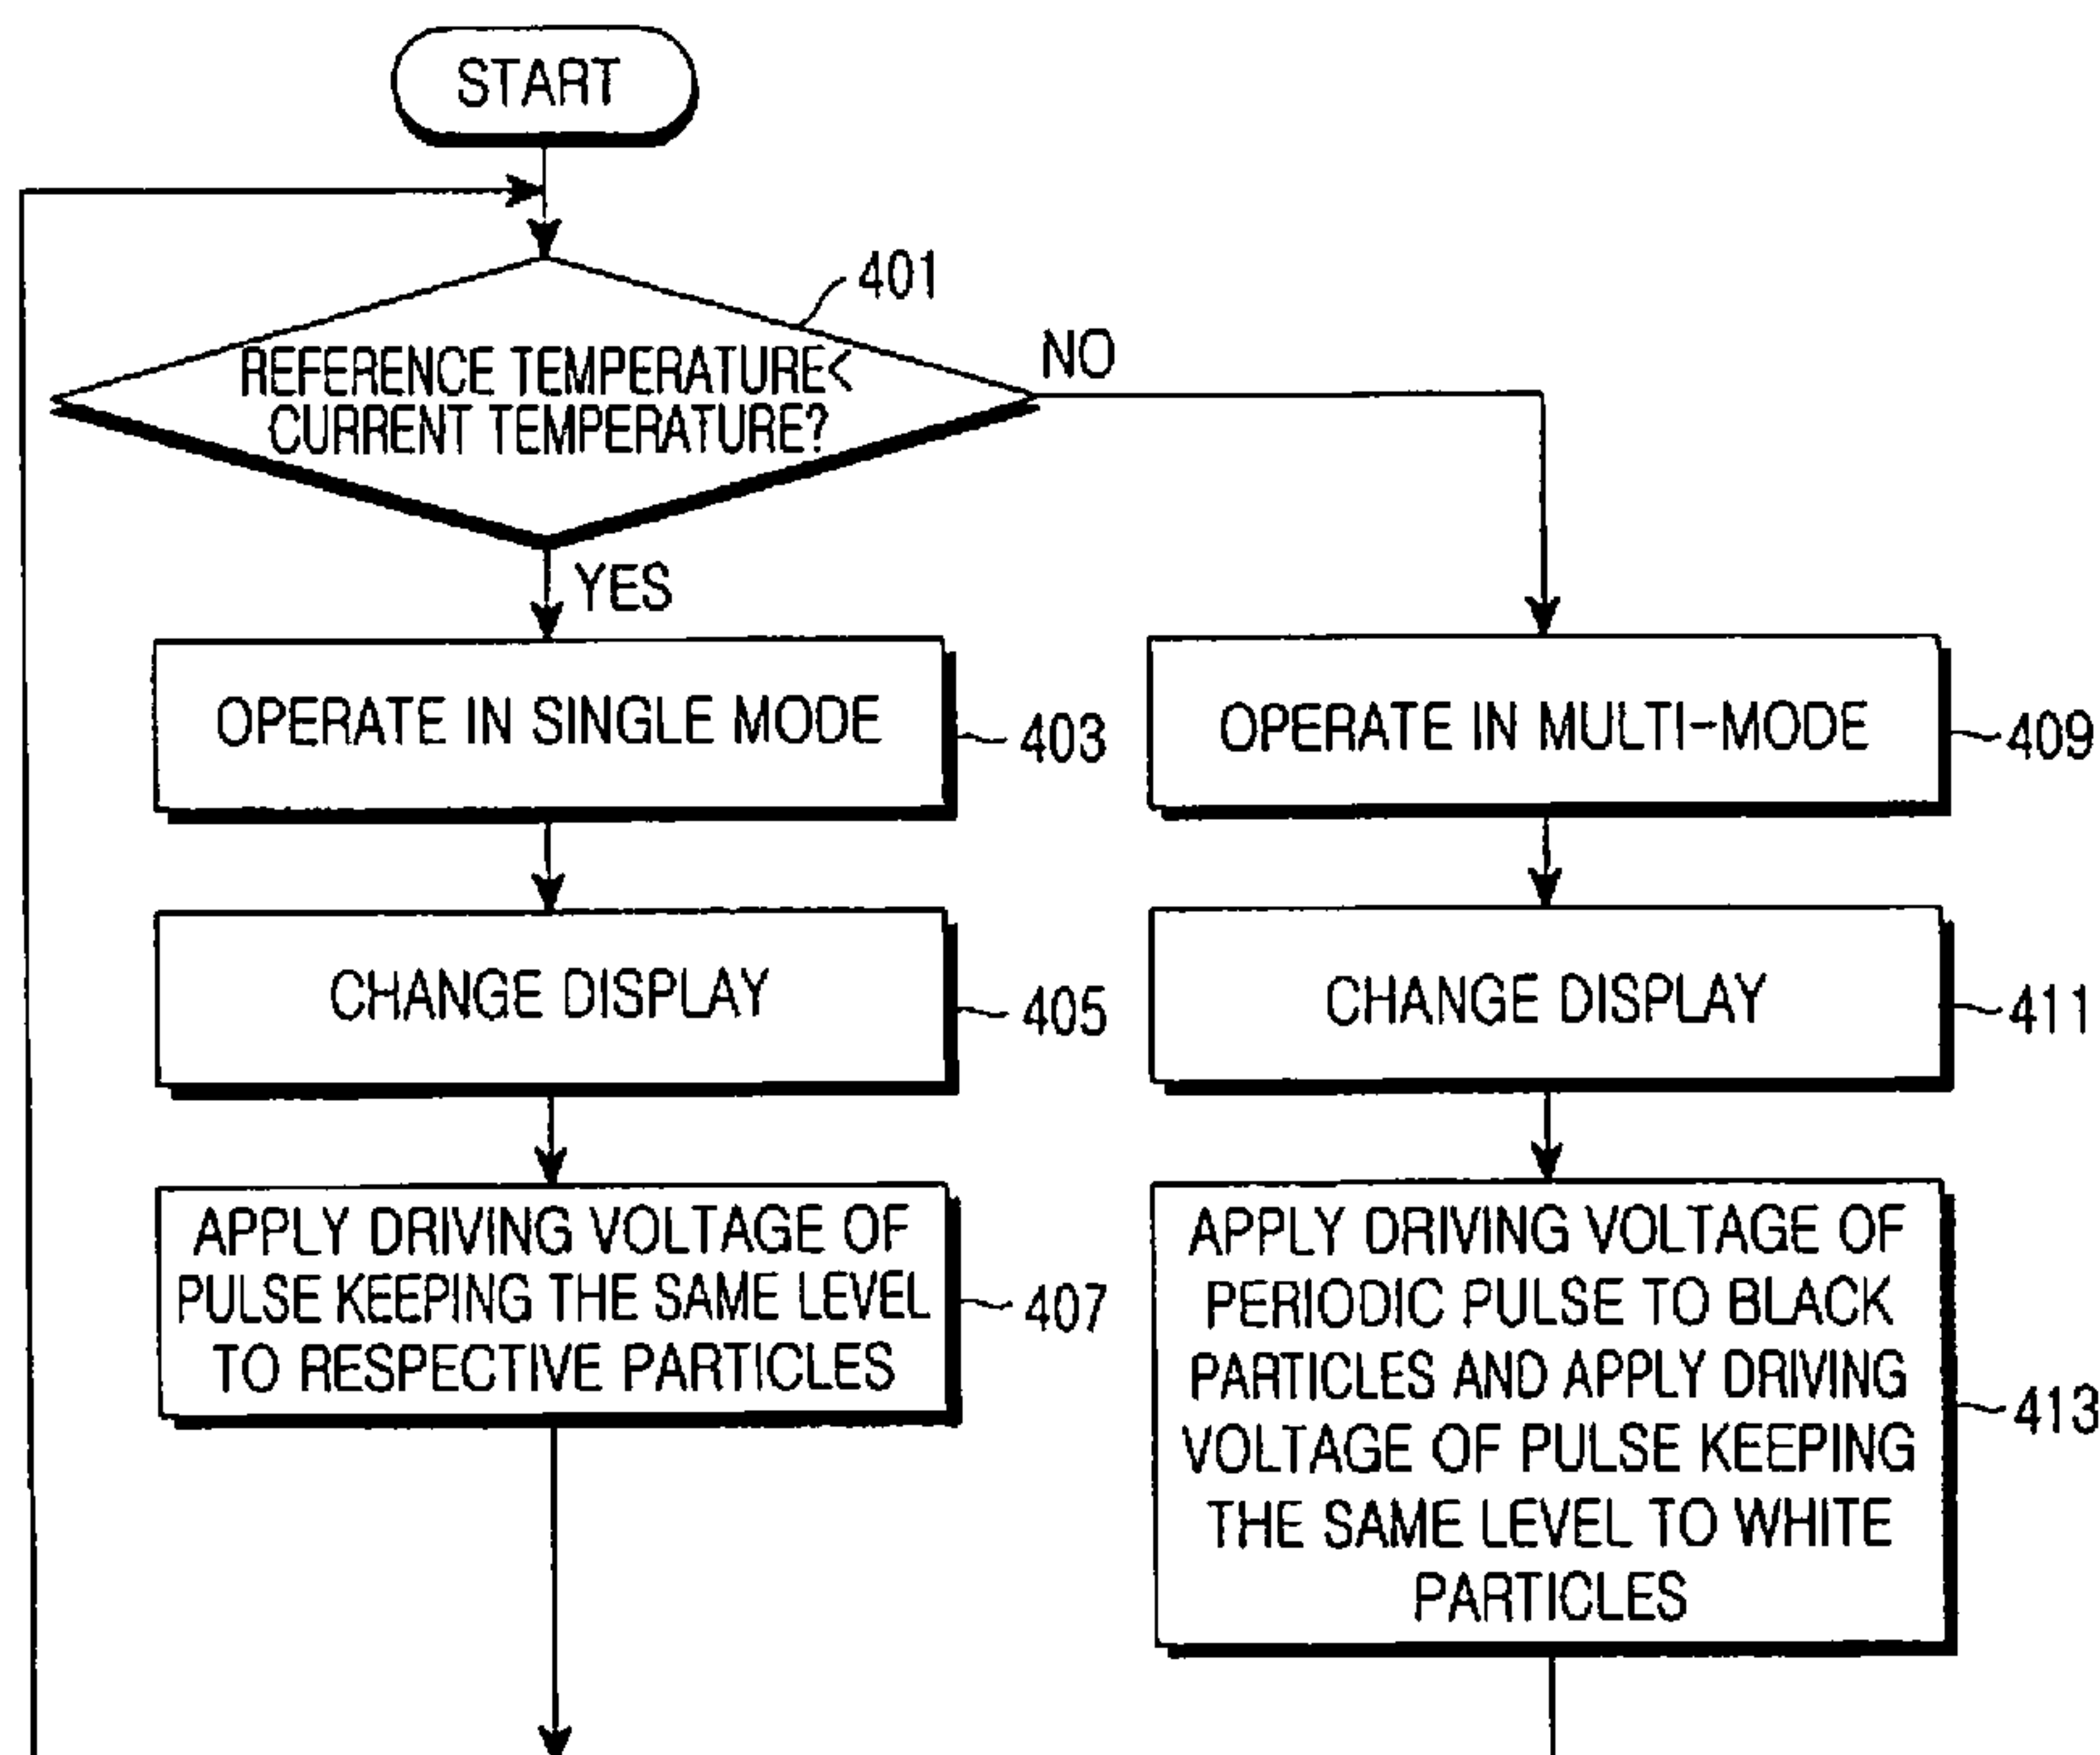 START
401
REFERENCE TEMPERATURE<
CURRENT TEMPERATURE?
NO
YES
OPERATE IN SINGLE MODE
403
OPERATE IN MULTI-MODE
409
CHANGE DISPLAY
405
CHANGE DISPLAY
411
APPLY DRIVING VOLTAGE OF
PULSE KEEPING THE SAME LEVEL
TO RESPECTIVE PARTICLES
407
APPLY DRIVING VOLTAGE OF
PERIODIC PULSE TO BLACK
PARTICLES AND APPLY DRIVING
VOLTAGE OF PULSE KEEPING
THE SAME LEVEL TO WHITE
PARTICLES
413